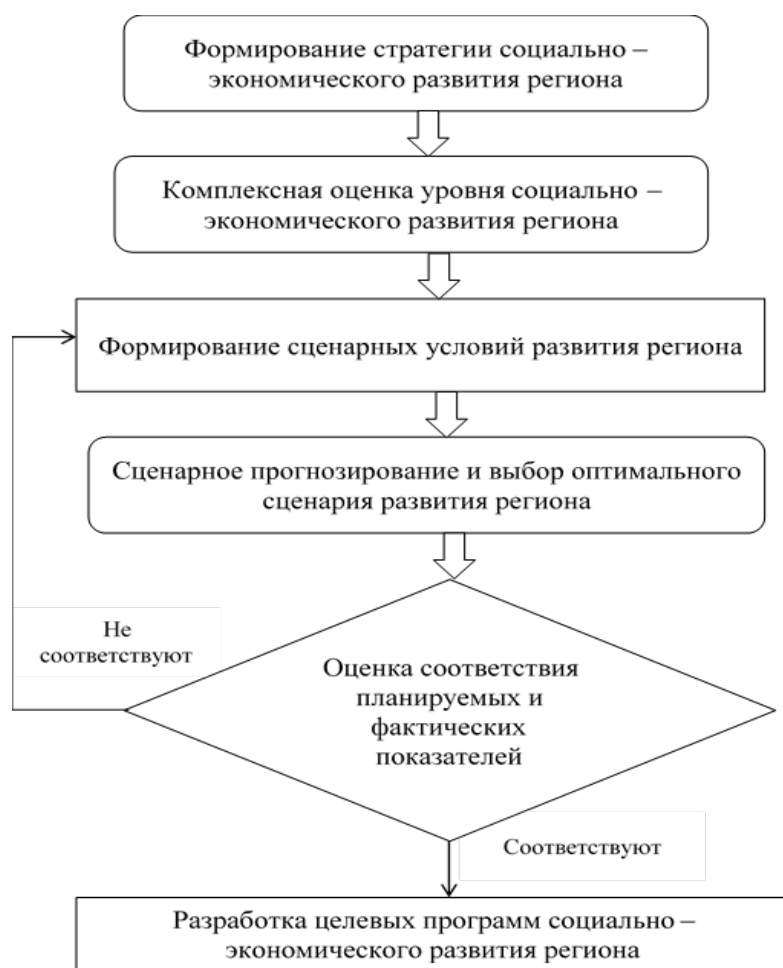 Формирование стратегии социально –
экономического развития региона
Комплексная оценка уровня социально –
экономического развития региона
Формирование сценарных условий развития региона
Сценарное прогнозирование и выбор оптимального
сценария развития региона
Не
соответствуют
Оценка соответствия
планируемых и
фактических
показателей
Соответствуют
Разработка целевых программ социально –
экономического развития региона